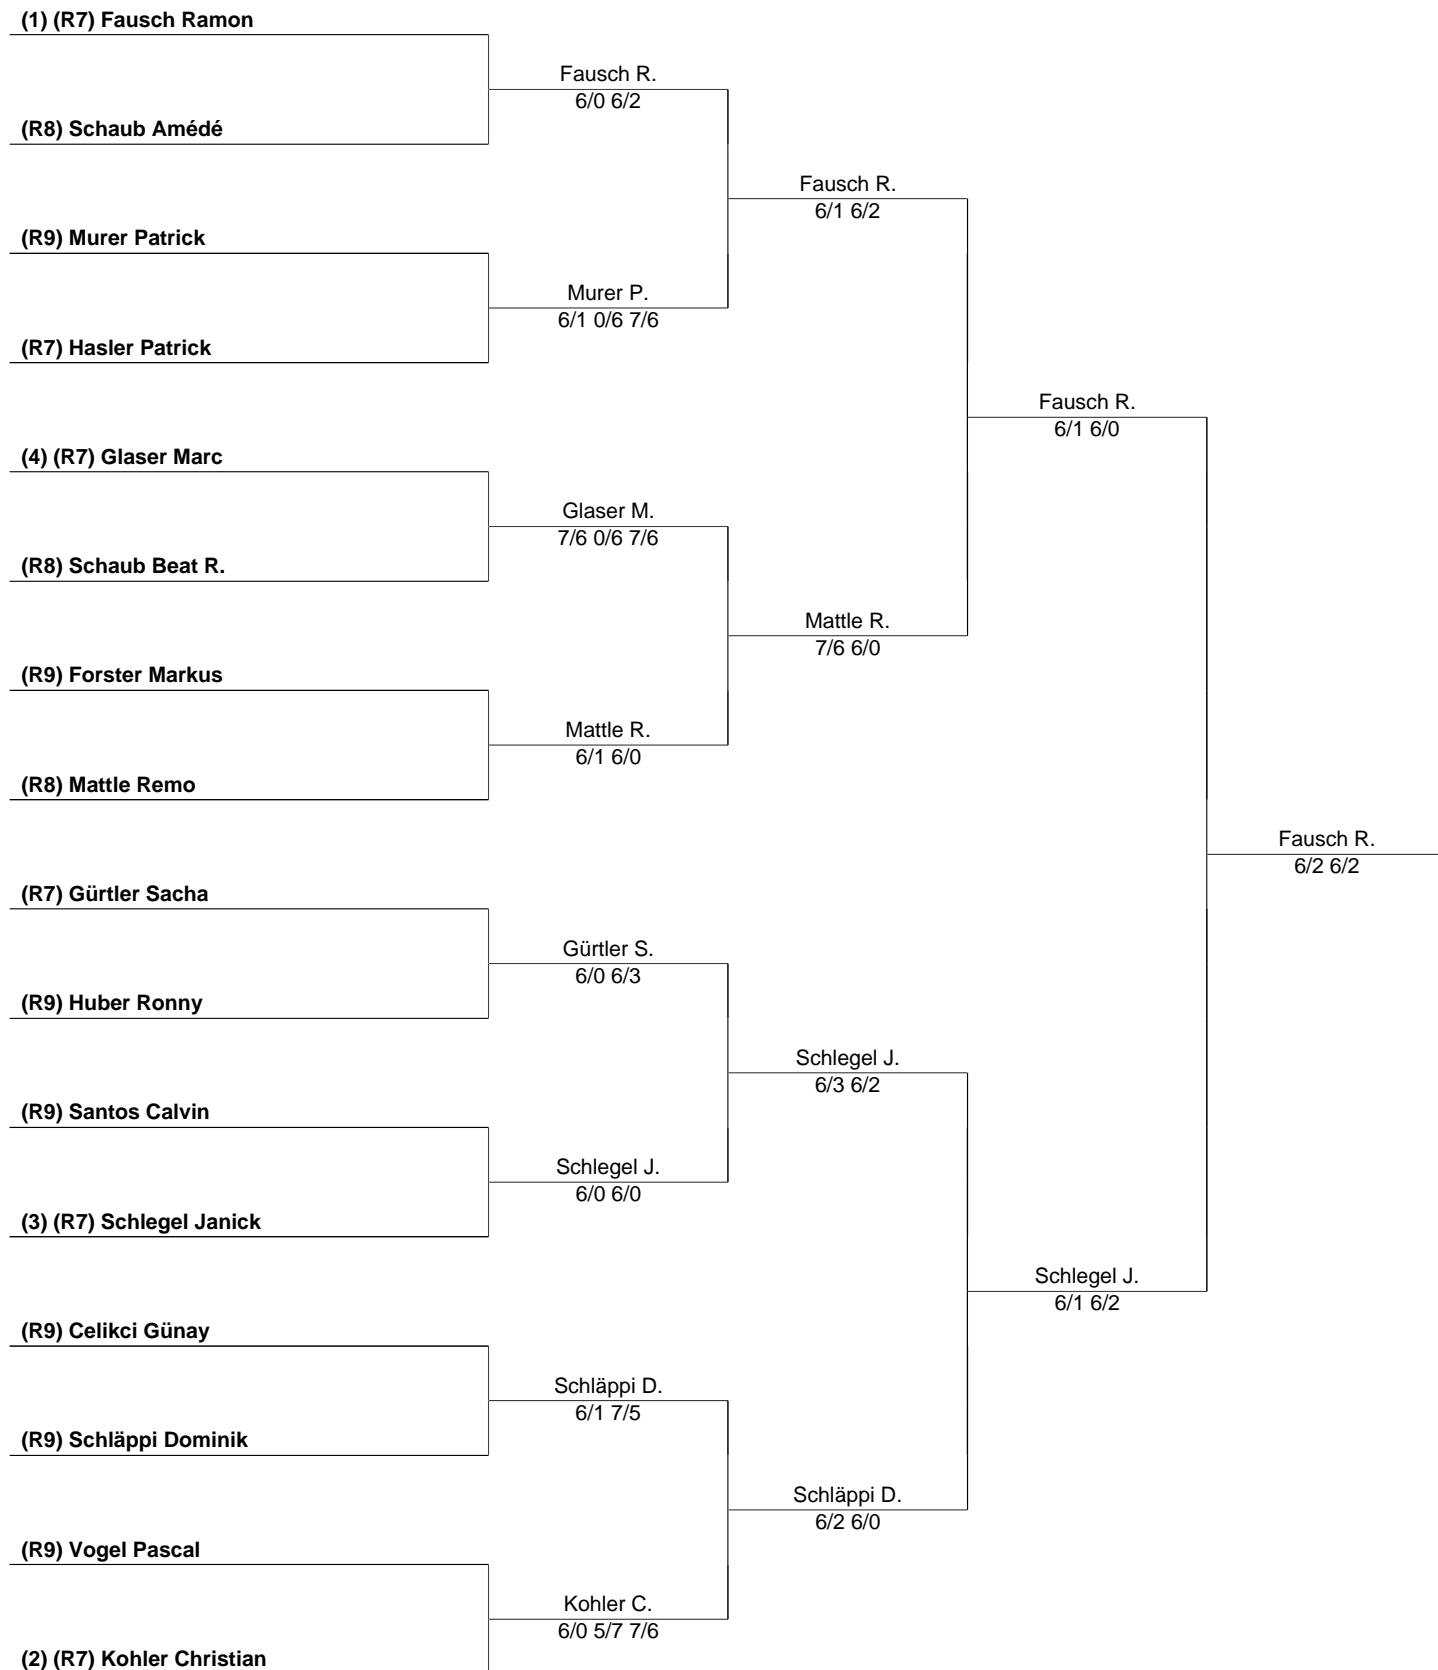 (1) (R7) Fausch Ramon
Fausch R.
6/0 6/2
(R8) Schaub Amédé
Fausch R.
6/1 6/2
(R9) Murer Patrick
Murer P.
6/1 0/6 7/6
(R7) Hasler Patrick
Fausch R.
6/1 6/0
(4) (R7) Glaser Marc
Glaser M.
7/6 0/6 7/6
(R8) Schaub Beat R.
Mattle R.
7/6 6/0
(R9) Forster Markus
Mattle R.
6/1 6/0
(R8) Mattle Remo
Fausch R.
6/2 6/2
(R7) Gürtler Sacha
Gürtler S.
6/0 6/3
(R9) Huber Ronny
Schlegel J.
6/3 6/2
(R9) Santos Calvin
Schlegel J.
6/0 6/0
(3) (R7) Schlegel Janick
Schlegel J.
6/1 6/2
(R9) Celikci Günay
Schläppi D.
6/1 7/5
(R9) Schläppi Dominik
Schläppi D.
6/2 6/0
(R9) Vogel Pascal
Kohler C.
6/0 5/7 7/6
(2) (R7) Kohler Christian